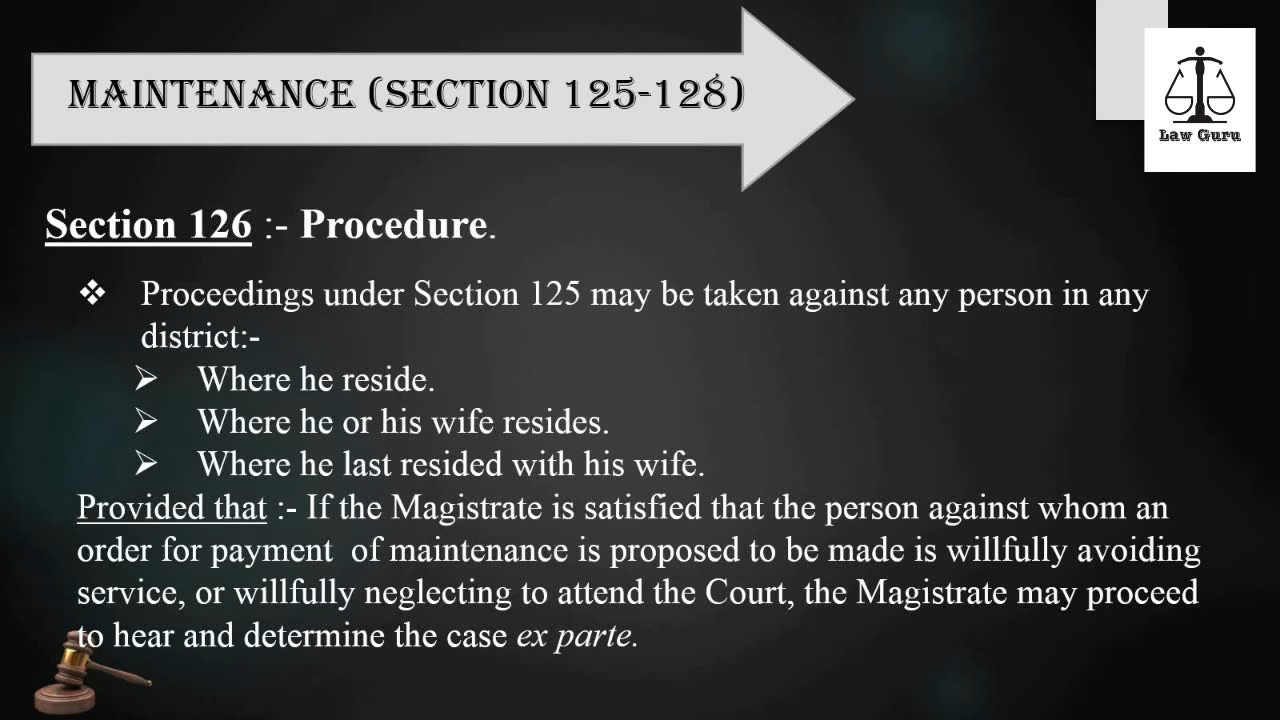 MAINTENANCE (SECTION 125-128)
Law Guru
Section 126 :- Procedure.
❖ Proceedings under Section 125 may be taken against any person in any
district:-
➢ Where he reside.
➢ Where he or his wife resides.
➢ Where he last resided with his wife.
Provided that :- If the Magistrate is satisfied that the person against whom an
order for payment of maintenance is proposed to be made is willfully avoiding
service, or willfully neglecting to attend the Court, the Magistrate may proceed
to hear and determine the case ex parte.